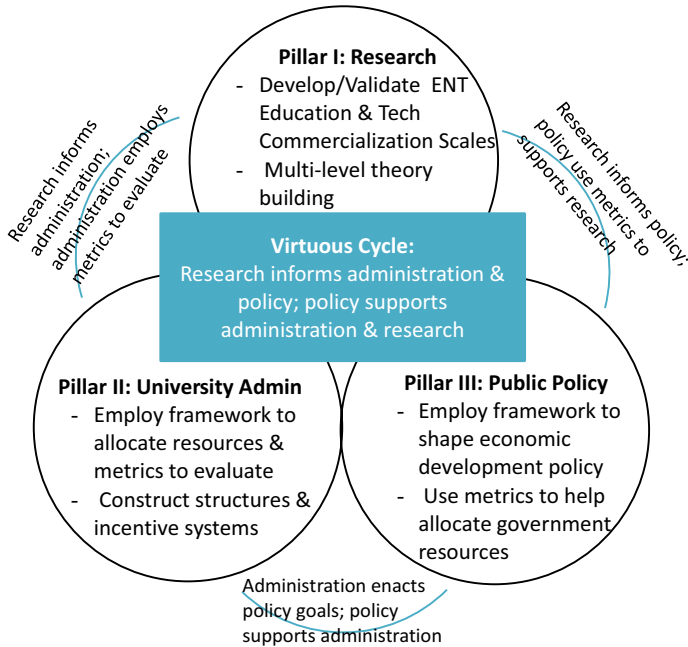 Pillar I: Research
- Develop/Validate ENT
Education & Tech
Commercialization Scales
- Multi-level theory
building
Research informs
administration;
administration employs
metrics to evaluate
Research informs policy;
policy use metrics to
supports research
Virtuous Cycle:
Research informs administration &
policy; policy supports
administration & research
Pillar II: University Admin
- Employ framework to
allocate resources &
metrics to evaluate
- Construct structures &
incentive systems
Pillar III: Public Policy
- Employ framework to
shape economic
development policy
- Use metrics to help
allocate government
resources
Administration enacts
policy goals; policy
supports administration